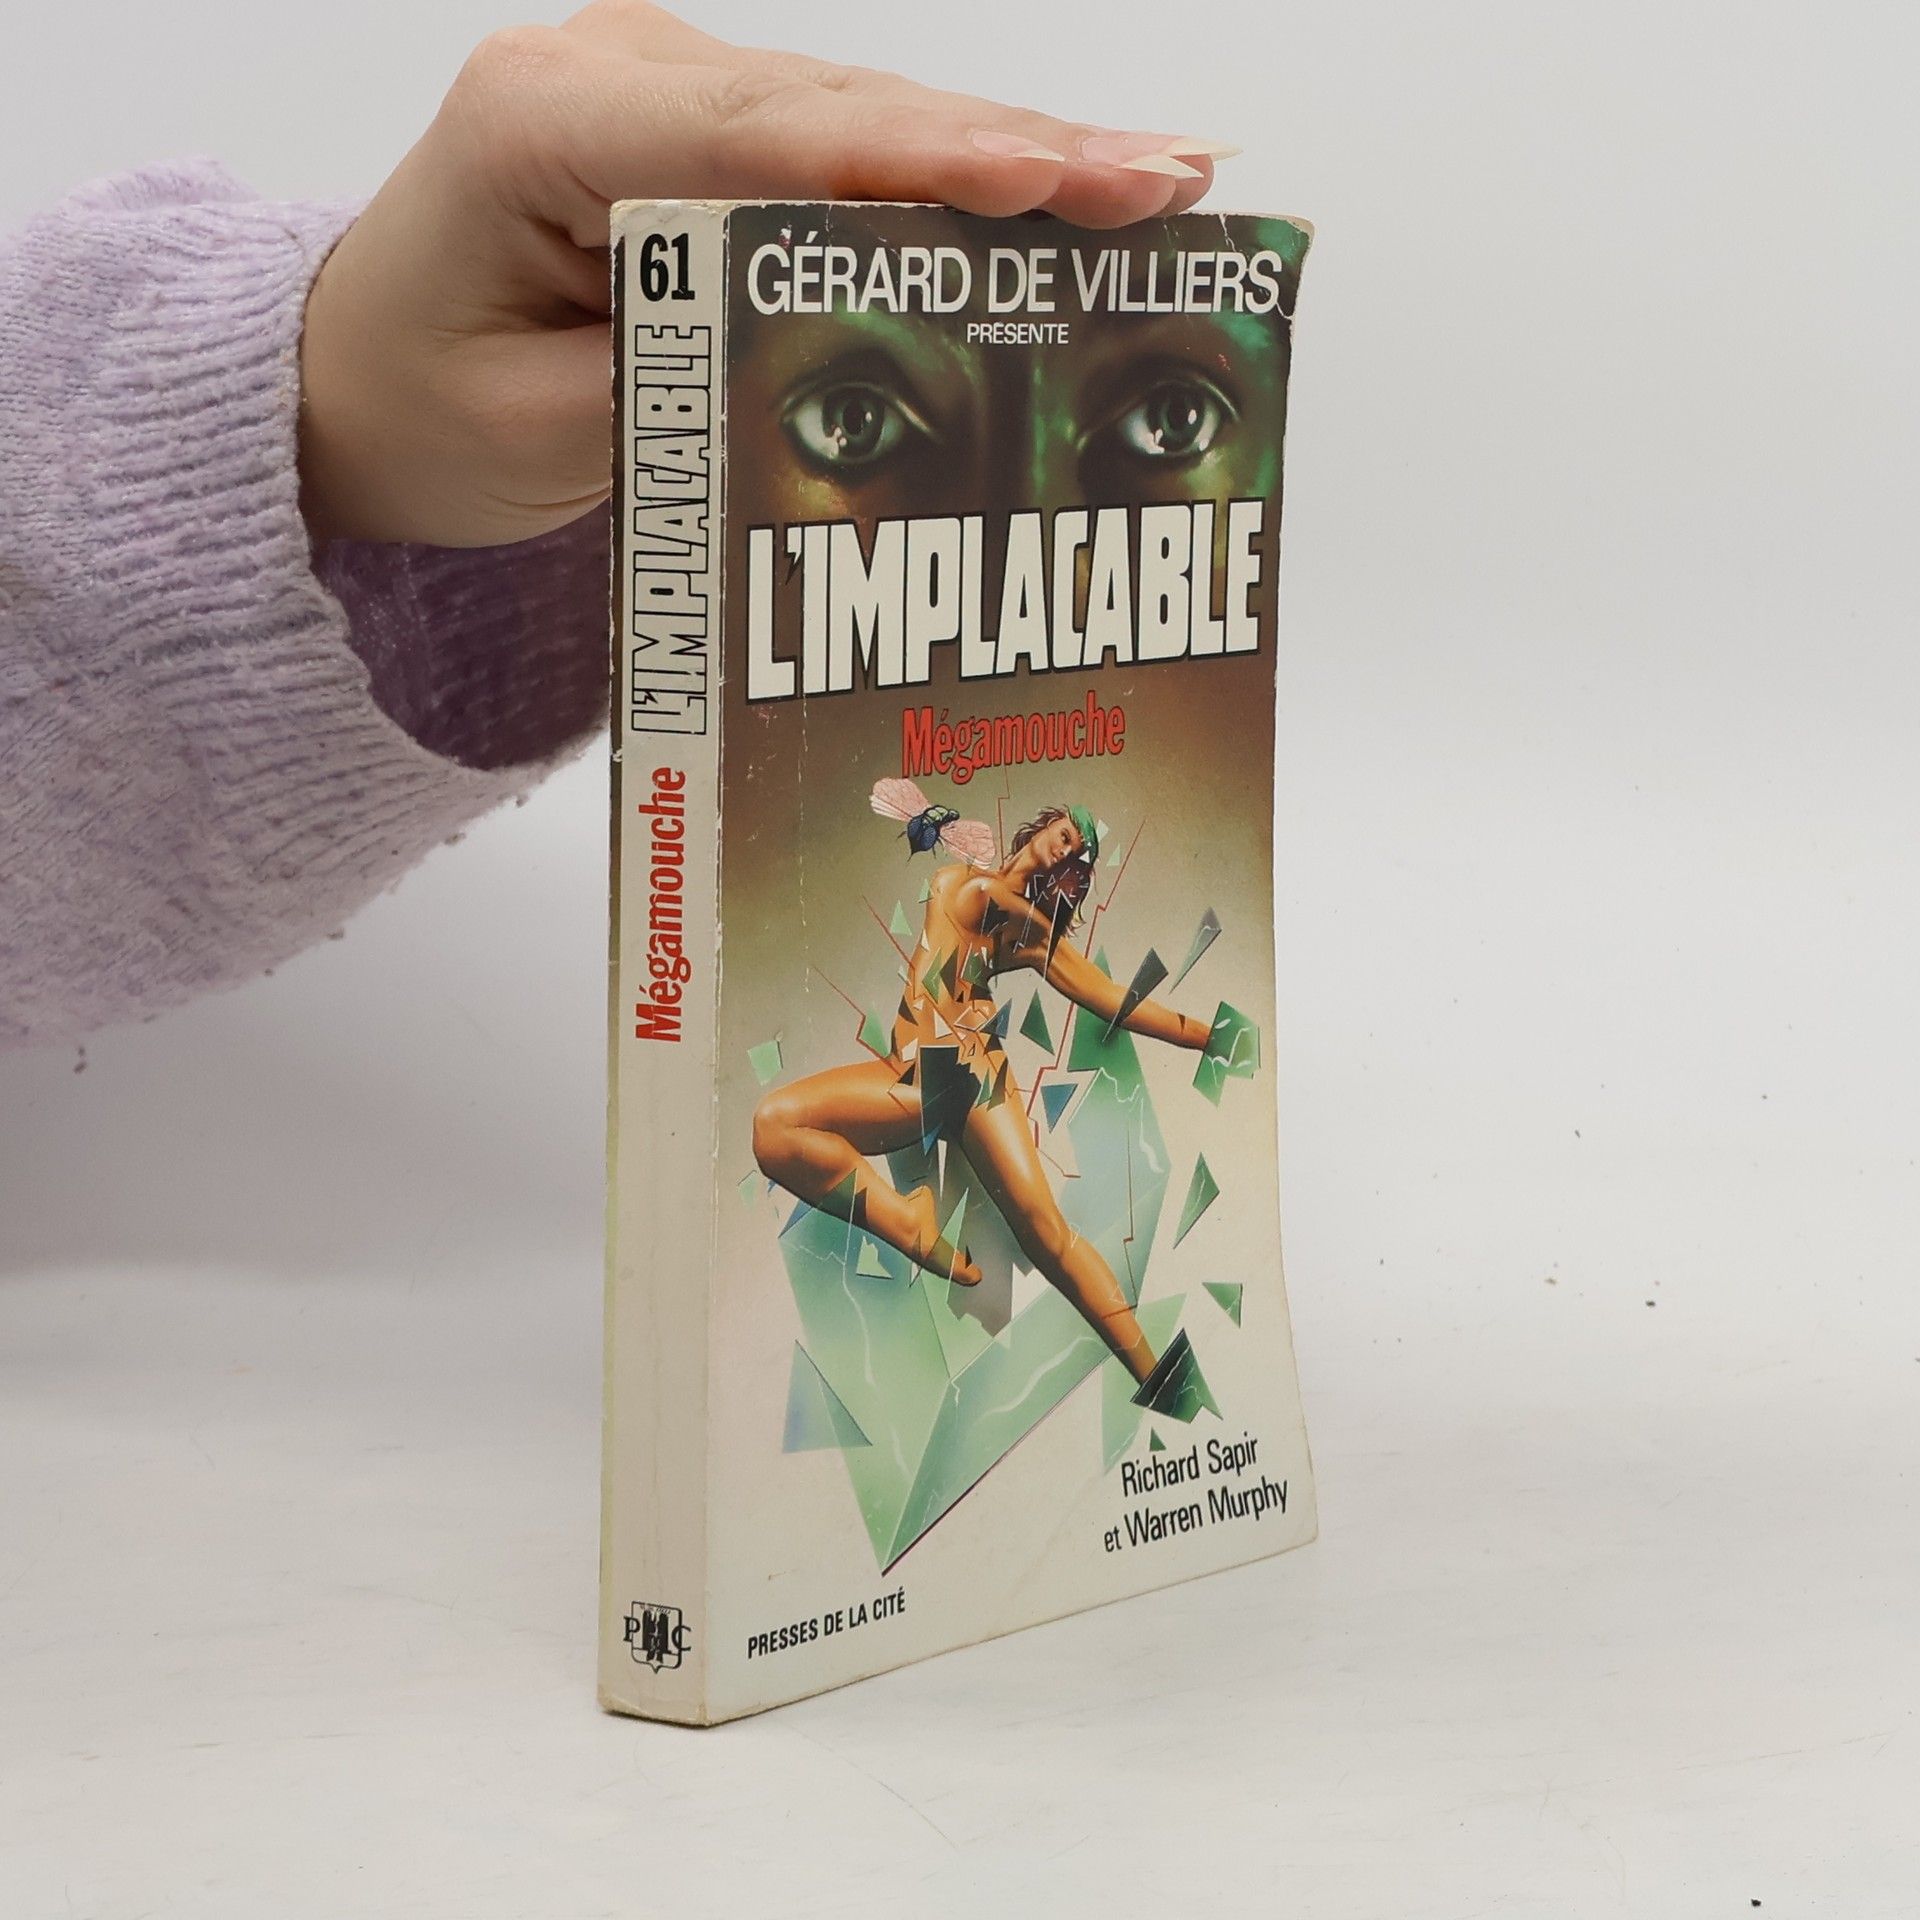 61
L'IMPLACABLE
Mégamouche
GÉRARD DE VILLIERS
PRÉSENTE
L'IMPLACABLE
Mégamouche
Richard Sapir
et Warren Murphy
PRESSES DE LA CITÉ
P C